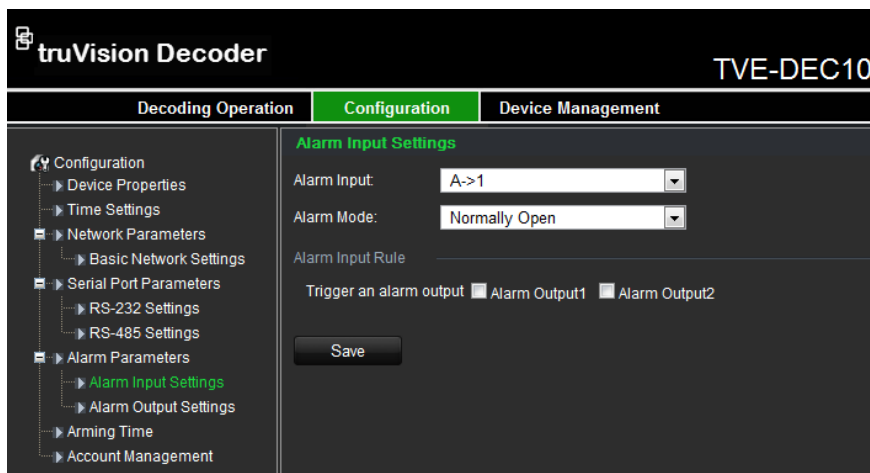 truVision Decoder
TVE-DEC10
Decoding Operation Configuration Device Management
Configuration
Device Properties
Time Settings
Network Parameters
Basic Network Settings
Serial Port Parameters
RS-232 Settings
RS-485 Settings
Alarm Parameters
Alarm Input Settings
Alarm Output Settings
Arming Time
Account Management
Alarm Input Settings
Alarm Input: A->1
Alarm Mode: Normally Open
Alarm Input Rule
Trigger an alarm output Alarm Output1 Alarm Output2
Save